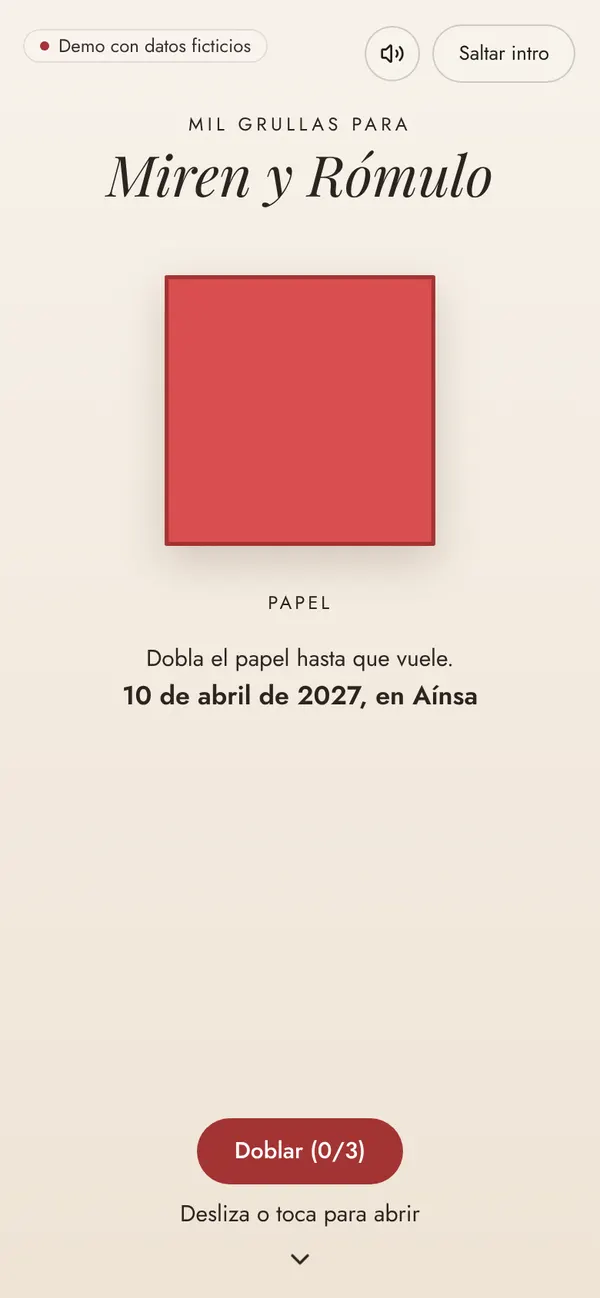 Demo con datos ficticios
Saltar intro
MIL GRULLAS PARA
Miren y Rómulo
PAPEL
Dobla el papel hasta que vuele.
10 de abril de 2027, en Aínsa
Doblar (0/3)
Desliza o toca para abrir